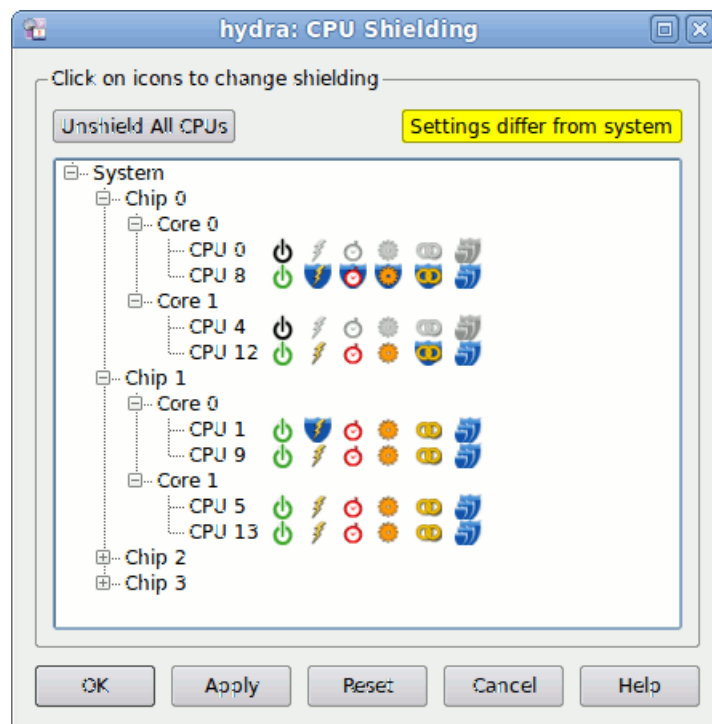 hydra: CPU Shielding
Click on icons to change shielding
Unshield All CPUs
Settings differ from system
System
Chip 0
Core 0
CPU 0
CPU 8
Core 1
CPU 4
CPU 12
Chip 1
Core 0
CPU 1
CPU 9
Core 1
CPU 5
CPU 13
Chip 2
Chip 3
OK Apply Reset Cancel Help